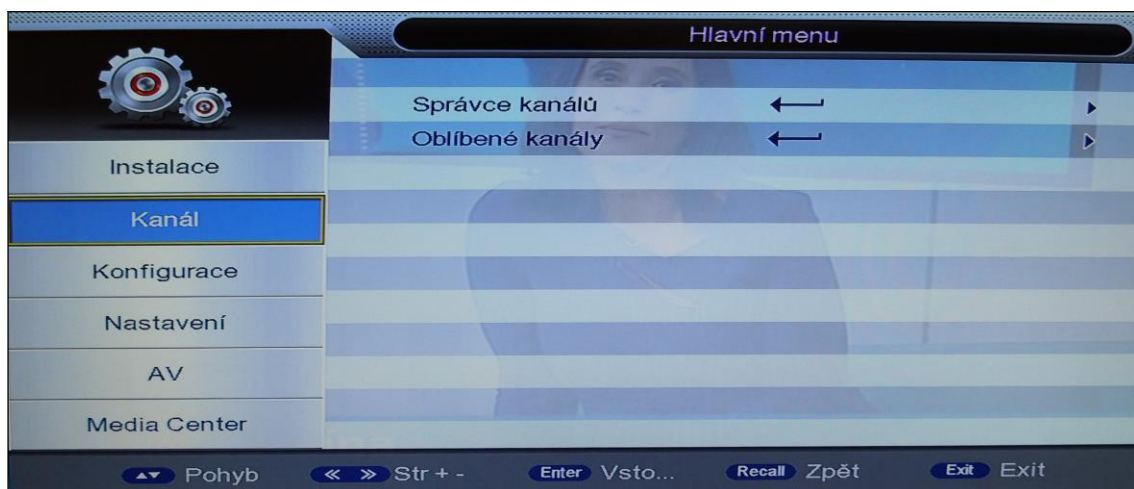 Hlavní menu
Správce kanálů
Oblíbené kanály
Instalace
Kanál
Konfigurace
Nastavení
AV
Media Center
Pohyb
Str + -
Enter Vsto...
Recall Zpět
Exit Exit